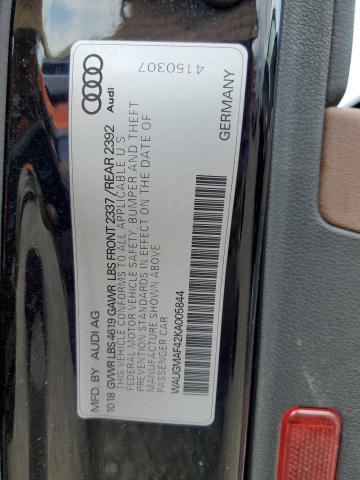 Audi
4150307
GERMANY
MFD. BY AUDI AG
10 18 GVWR LBS 4619 GAWR LBS FRONT 2337 / REAR 2392
THIS VEHICLE CONFORMS TO ALL APPLICABLE U S
FEDERAL MOTOR VEHICLE SAFETY, BUMPER AND THEFT
PREVENTION STANDARDS IN EFFECT ON THE DATE OF
MANUFACTURE SHOWN ABOVE
PASSENGER CAR
WAUGMAF42KA005844